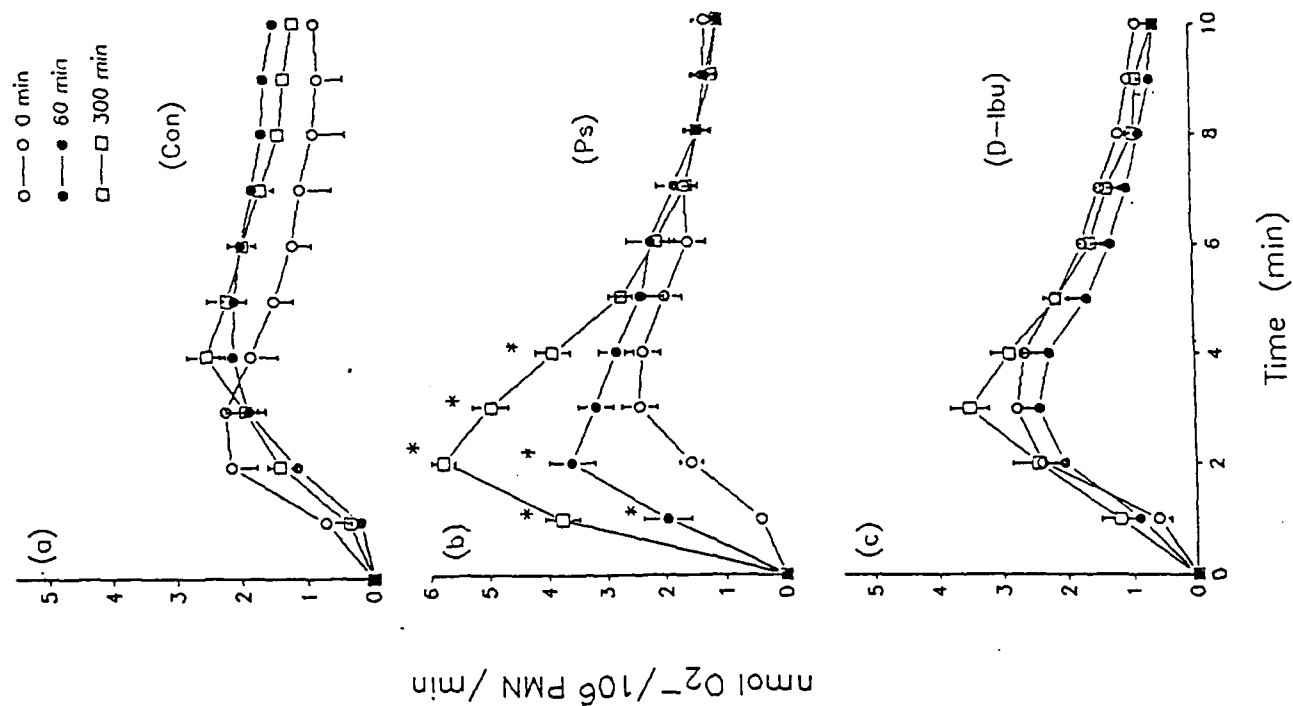 ○—○ 0 min
●—● 60 min
□—□ 300 min
(a)
(Con)
5
4
3
2
1
0
(b)
(Ps)
6
5
4
3
2
1
0
*
*
*
*
*
*
(c)
(D-Ibu)
5
4
3
2
1
0
0 2 4 6 8 10
Time (min)
nmol O2⁻/10⁶ PMN/min